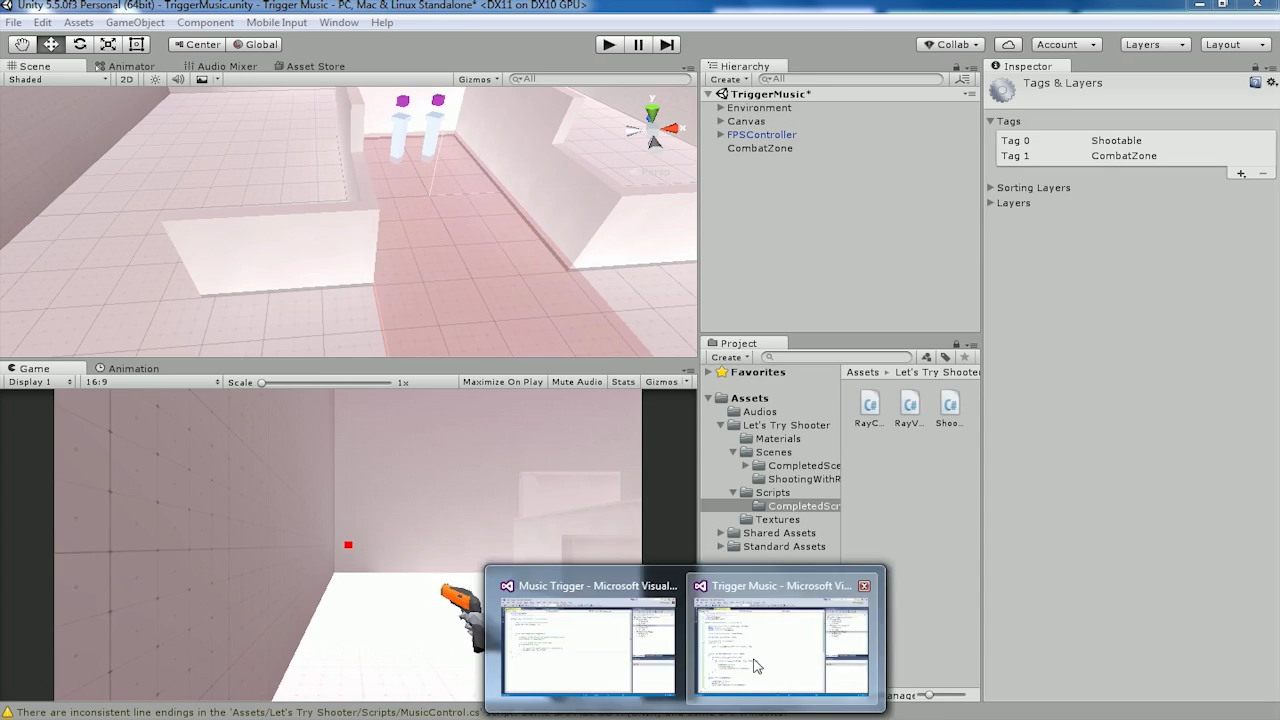 Unity 5.5.0f3 Personal (64bit) - TriggerMusic.unity - Trigger Music - PC, Mac & Linux Standalone* <DX11 on DX10 GPU>
File Edit Assets GameObject Component Mobile Input Window Help
Center Global Collab Account Layers Layout
Scene Animator Audio Mixer Asset Store
Shaded 2D Gizmos All
y
x
Persp
Hierarchy
Create All
TriggerMusic*
Environment
Canvas
FPSController
CombatZone
Inspector
Tags & Layers
Tags
Tag 0 Shootable
Tag 1 CombatZone
Sorting Layers
Layers
Game Animation
Display 1 16:9 Scale 1x Maximize On Play Mute Audio Stats Gizmos
Project
Create
Favorites
Assets
Audios
Let's Try Shooter
Materials
Scenes
CompletedSce
ShootingWithR
Scripts
CompletedScr
Textures
Shared Assets
Standard Assets
Assets Let's Try Shooter
C# C# C#
RayC... RayV... Shoo...
Music Trigger - Microsoft Visual...
Trigger Music - Microsoft Vi...
There are inconsistent line endings in the 'Assets/Let's Try Shooter/Scripts/MusicControl.cs'